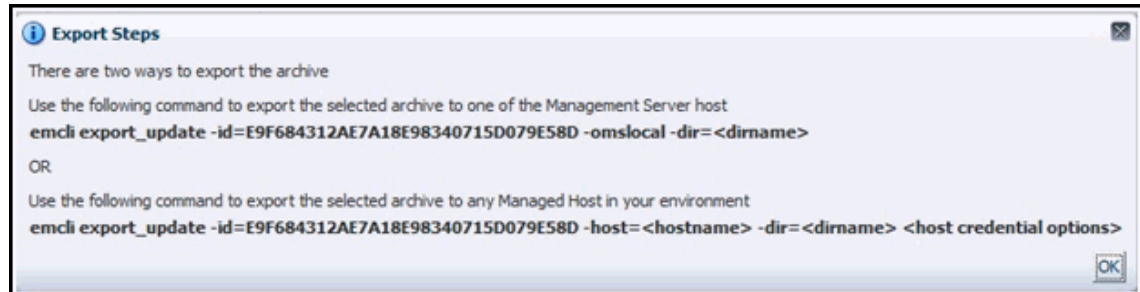 Export Steps
There are two ways to export the archive
Use the following command to export the selected archive to one of the Management Server host
emcli export_update -id=E9F684312AE7A18E98340715D079E58D -omslocal -dir=<dirname>
OR
Use the following command to export the selected archive to any Managed Host in your environment
emcli export_update -id=E9F684312AE7A18E98340715D079E58D -host=<hostname> -dir=<dirname> <host credential options>
OK